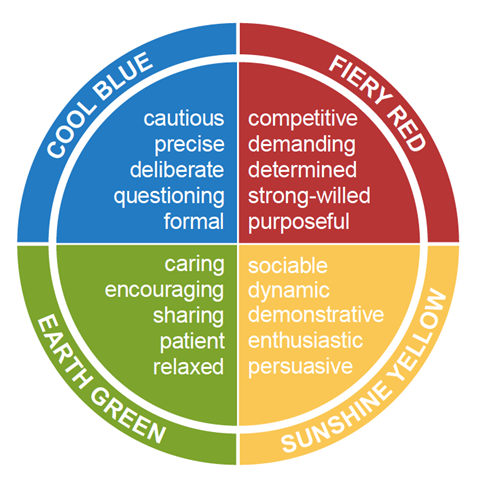 COOL BLUE
cautious
precise
deliberate
questioning
formal
FIERY RED
competitive
demanding
determined
strong-willed
purposeful
EARTH GREEN
caring
encouraging
sharing
patient
relaxed
SUNSHINE YELLOW
sociable
dynamic
demonstrative
enthusiastic
persuasive